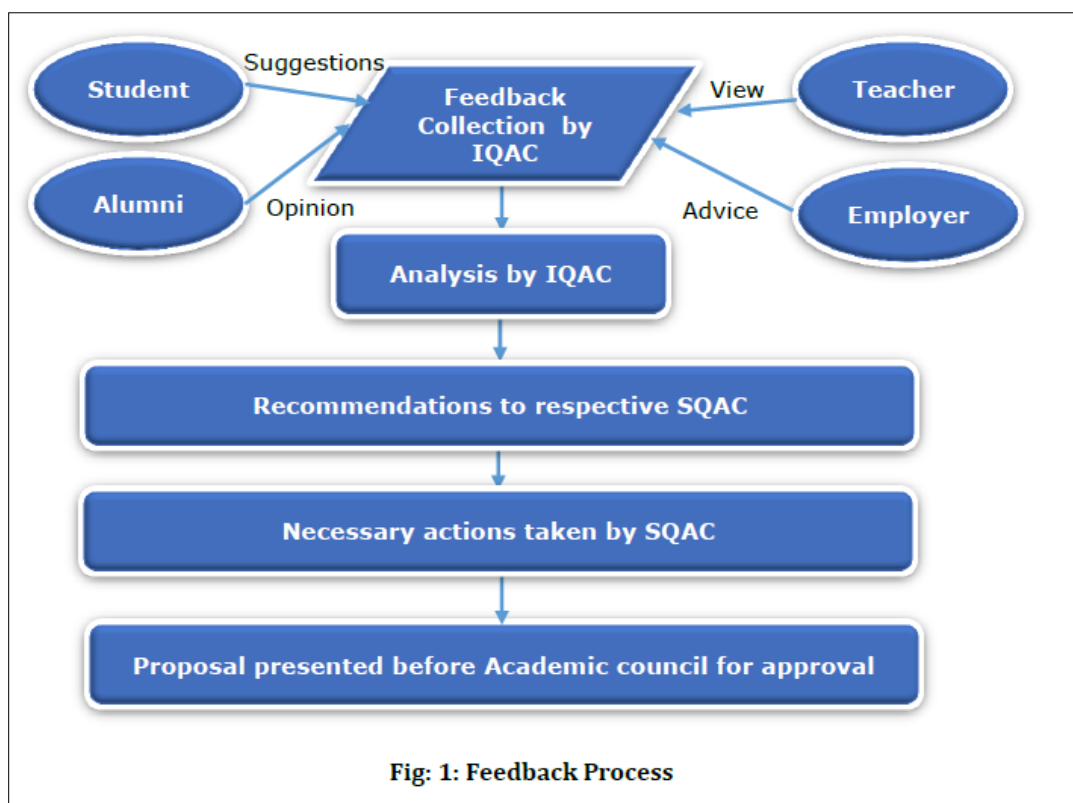 Suggestions
Student
Feedback
Collection by
IQAC
View
Teacher
Alumni
Opinion
Advice
Employer
Analysis by IQAC
Recommendations to respective SQAC
Necessary actions taken by SQAC
Proposal presented before Academic council for approval
Fig: 1: Feedback Process